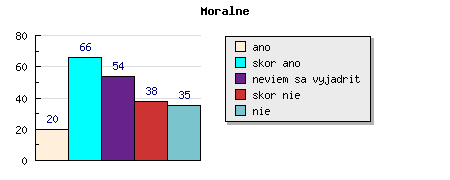 Moralne
80
60
40
20
0
20
66
54
38
35
ano
skor ano
neviem sa vyjadrit
skor nie
nie